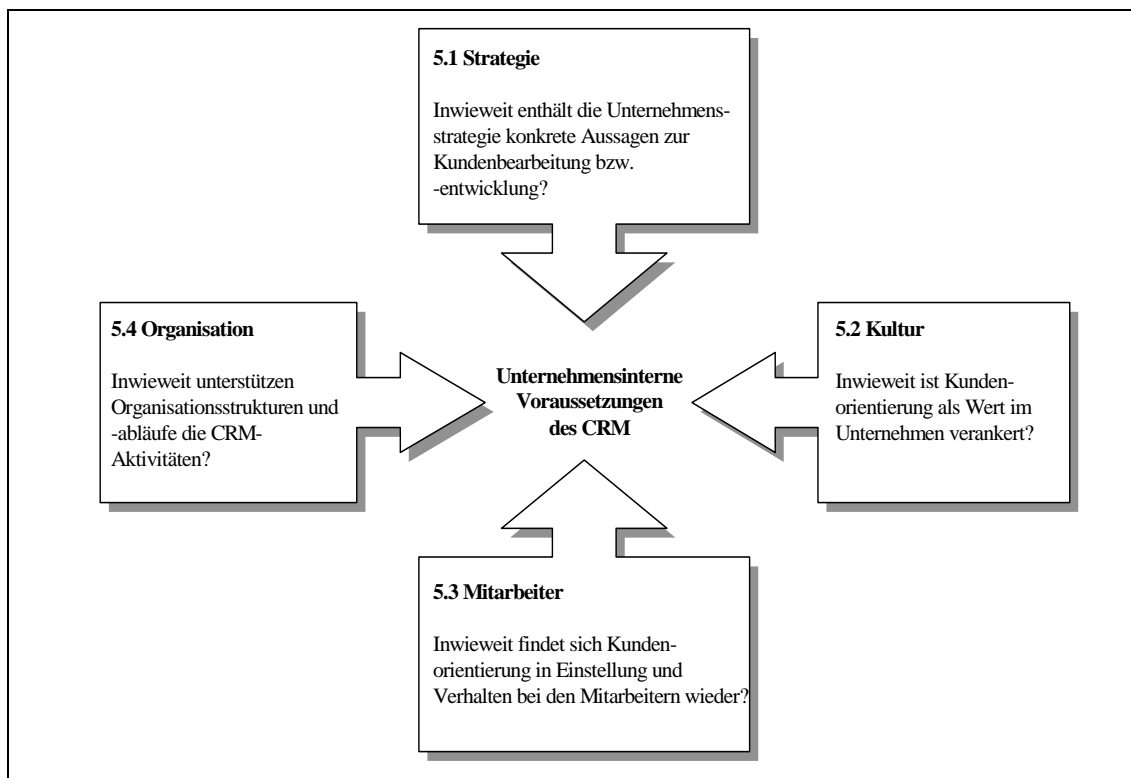 5.1 Strategie
Inwieweit enthält die Unternehmens-
strategie konkrete Aussagen zur
Kundenbearbeitung bzw.
-entwicklung?
5.4 Organisation
Inwieweit unterstützen
Organisationsstrukturen und
-abläufe die CRM-
Aktivitäten?
Unternehmensinterne
Voraussetzungen
des CRM
5.2 Kultur
Inwieweit ist Kunden-
orientierung als Wert im
Unternehmen verankert?
5.3 Mitarbeiter
Inwieweit findet sich Kunden-
orientierung in Einstellung und
Verhalten bei den Mitarbeitern wieder?